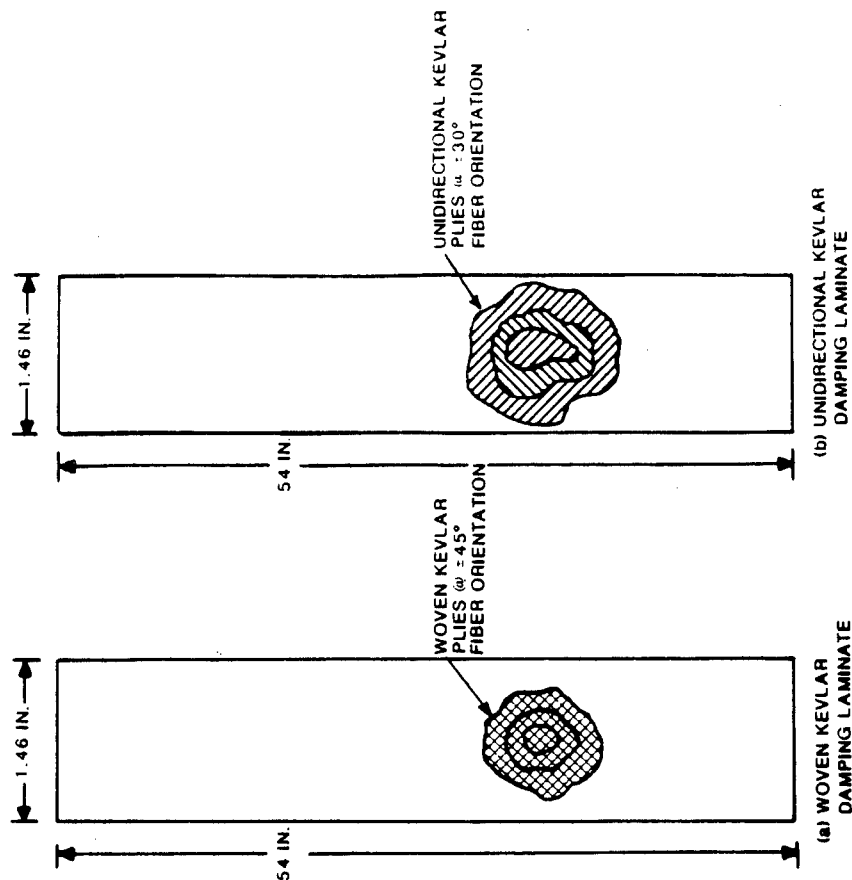 1.46 IN.
54 IN.
WOVEN KEVLAR
PLIES @ ±45°
FIBER ORIENTATION
(a) WOVEN KEVLAR
DAMPING LAMINATE
1.46 IN.
54 IN.
UNIDIRECTIONAL KEVLAR
PLIES @ ±30°
FIBER ORIENTATION
(b) UNIDIRECTIONAL KEVLAR
DAMPING LAMINATE